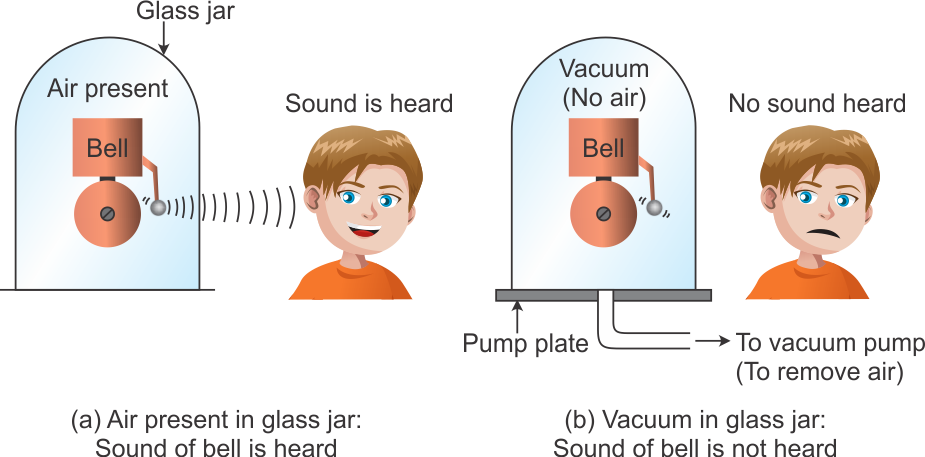 Glass jar
Air present
Bell
Sound is heard
(a) Air present in glass jar:
Sound of bell is heard
Vacuum
(No air)
Bell
No sound heard
Pump plate
To vacuum pump
(To remove air)
(b) Vacuum in glass jar:
Sound of bell is not heard